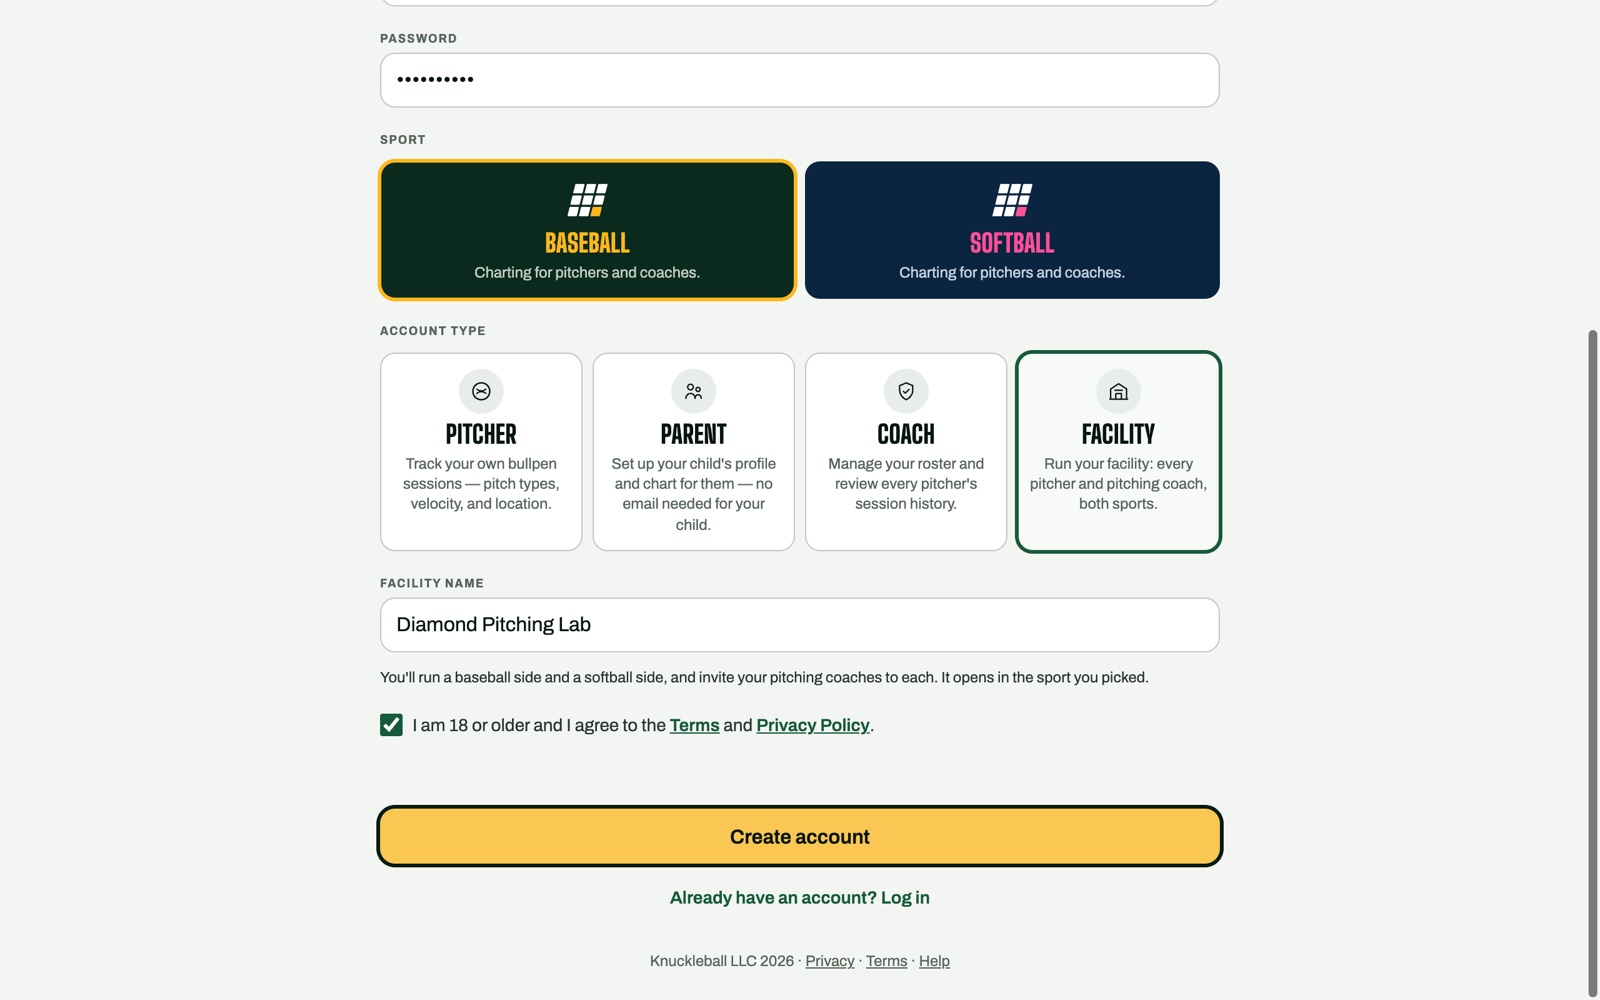 PASSWORD
••••••••••
SPORT
BASEBALL
Charting for pitchers and coaches.
SOFTBALL
Charting for pitchers and coaches.
ACCOUNT TYPE
PITCHER
Track your own bullpen
sessions — pitch types,
velocity, and location.
PARENT
Set up your child's profile
and chart for them — no
email needed for your
child.
COACH
Manage your roster and
review every pitcher's
session history.
FACILITY
Run your facility: every
pitcher and pitching coach,
both sports.
FACILITY NAME
Diamond Pitching Lab
You'll run a baseball side and a softball side, and invite your pitching coaches to each. It opens in the sport you picked.
I am 18 or older and I agree to the Terms and Privacy Policy.
Create account
Already have an account? Log in
Knuckleball LLC 2026 · Privacy · Terms · Help